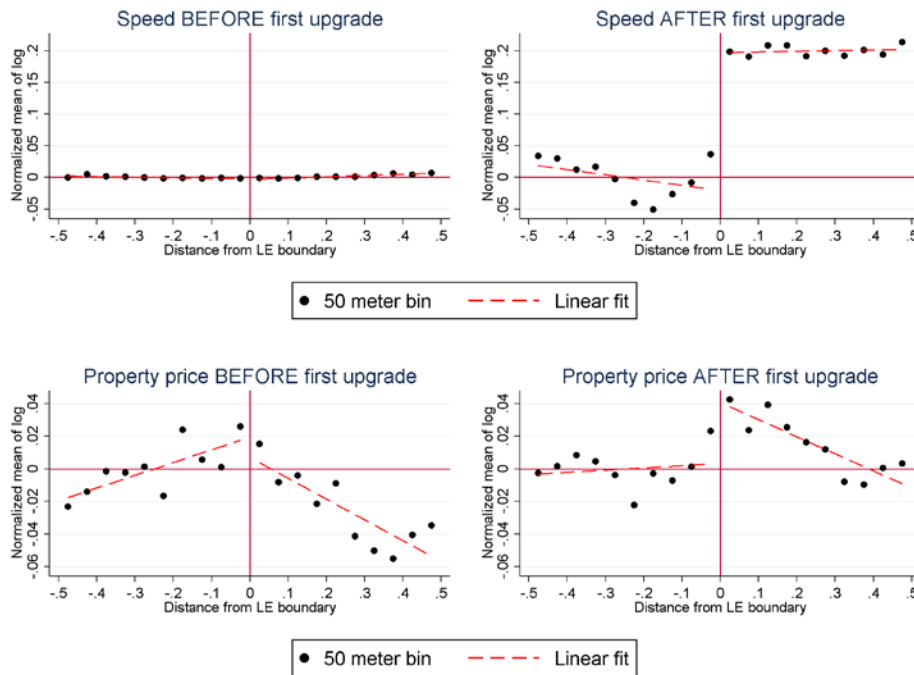 Speed BEFORE first upgrade
Speed AFTER first upgrade
Normalized mean of log
-.05 0 .05 .1 .15 .2
-.5 -.4 -.3 -.2 -.1 0 .1 .2 .3 .4 .5
Distance from LE boundary
Normalized mean of log
-.05 0 .05 .1 .15 .2
-.5 -.4 -.3 -.2 -.1 0 .1 .2 .3 .4 .5
Distance from LE boundary
50 meter bin Linear fit
Property price BEFORE first upgrade
Property price AFTER first upgrade
Normalized mean of log
-.06 -.04 -.02 0 .02 .04
-.5 -.4 -.3 -.2 -.1 0 .1 .2 .3 .4 .5
Distance from LE boundary
Normalized mean of log
-.06 -.04 -.02 0 .02 .04
-.5 -.4 -.3 -.2 -.1 0 .1 .2 .3 .4 .5
Distance from LE boundary
50 meter bin Linear fit